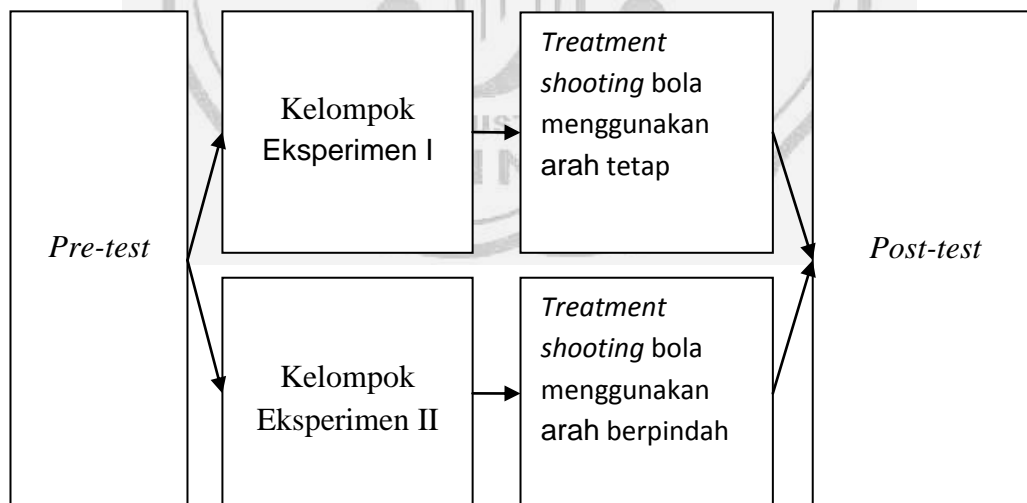 Pre-test
Kelompok
Eksperimen I
Treatment
shooting bola
menggunakan
arah tetap
Kelompok
Eksperimen II
Treatment
shooting bola
menggunakan
arah berpindah
Post-test